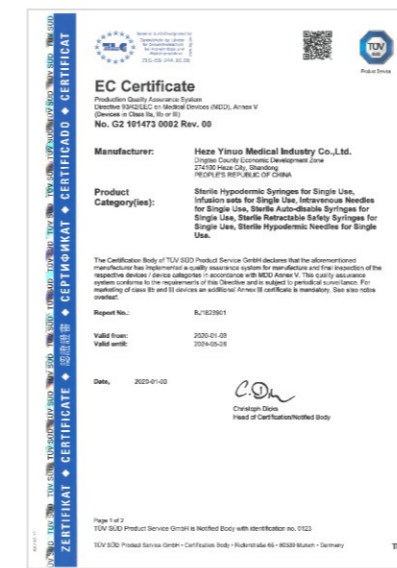 ZLG
TÜV
SÜD
Product Service
EC Certificate
Production Quality Assurance System
Directive 93/42/EEC on Medical Devices (MDD), Annex V
(Devices in Class IIa, IIb or III)
No. G2 101473 0002 Rev. 00
Manufacturer:
Heze Yinuo Medical Industry Co.,Ltd.
Dingtao County Economic Development Zone
274100 Heze City, Shandong
PEOPLE'S REPUBLIC OF CHINA
Product
Category(ies):
Sterile Hypodermic Syringes for Single Use,
Infusion sets for Single Use, Intravenous Needles
for Single Use, Sterile Auto-disable Syringes for
Single Use, Sterile Retractable Safety Syringes for
Single Use, Sterile Hypodermic Needles for Single
Use.
The Certification Body of TÜV SÜD Product Service GmbH declares that the aforementioned
manufacturer has implemented a quality assurance system for manufacture and final inspection of the
respective devices / device categories in accordance with MDD Annex V. This quality assurance
system conforms to the requirements of this Directive and is subject to periodical surveillance. For
marketing of class IIb and III devices an additional Annex III certificate is mandatory. See also notes
overleaf.
Report No.:
Valid from:
2020-01-03
Valid until:
2024-05-26
Date,
2020-01-03
Christoph Dicks
Head of Certification/Notified Body
Page 1 of 2
TÜV SÜD Product Service GmbH is Notified Body with identification no. 0123
TÜV SÜD Product Service GmbH • Certification Body • Ridlerstraße 65 • 80339 Munich • Germany
ZERTIFIKAT ◆ CERTIFICATE ◆ 認證證書 ◆ СЕРТИФИКАТ ◆ CERTIFICADO ◆ CERTIFICAT